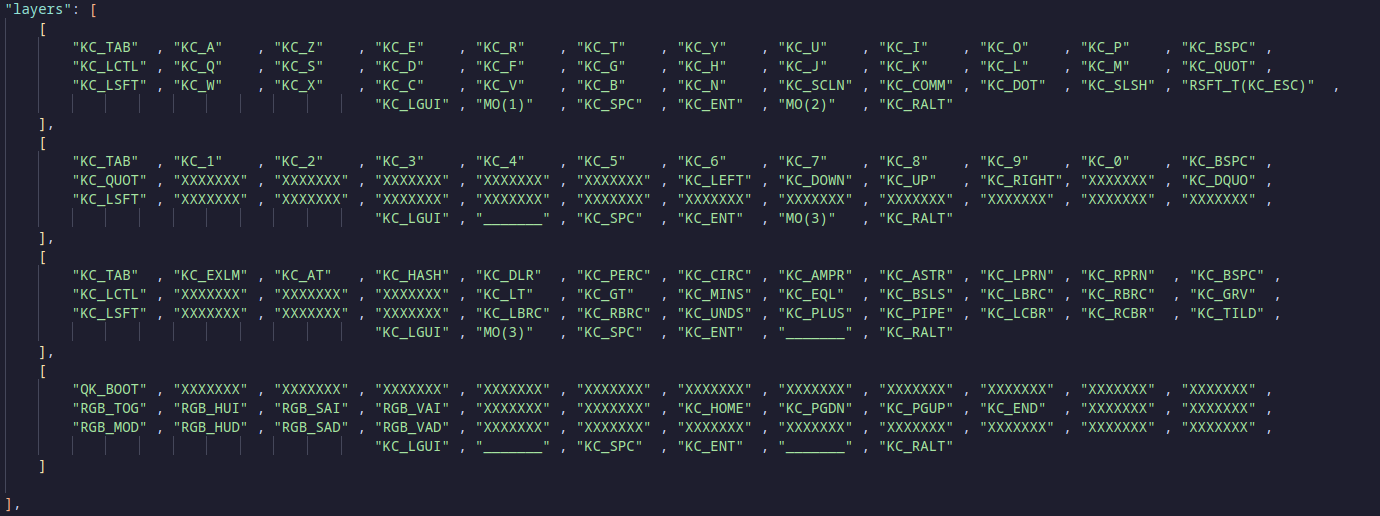 "layers": [
    [
        "KC_TAB"  , "KC_A"    , "KC_Z"    , "KC_E"    , "KC_R"    , "KC_T"    , "KC_Y"    , "KC_U"    , "KC_I"    , "KC_O"    , "KC_P"    , "KC_BSPC" ,
        "KC_LCTL" , "KC_Q"    , "KC_S"    , "KC_D"    , "KC_F"    , "KC_G"    , "KC_H"    , "KC_J"    , "KC_K"    , "KC_L"    , "KC_M"    , "KC_QUOT" ,
        "KC_LSFT" , "KC_W"    , "KC_X"    , "KC_C"    , "KC_V"    , "KC_B"    , "KC_N"    , "KC_SCLN" , "KC_COMM" , "KC_DOT"  , "KC_SLSH" , "RSFT_T(KC_ESC)"  ,
                                            "KC_LGUI" , "MO(1)"   , "KC_SPC"  , "KC_ENT"  , "MO(2)"   , "KC_RALT"
    ],
    [
        "KC_TAB"  , "KC_1"    , "KC_2"    , "KC_3"    , "KC_4"    , "KC_5"    , "KC_6"    , "KC_7"    , "KC_8"    , "KC_9"    , "KC_0"    , "KC_BSPC" ,
        "KC_QUOT" , "XXXXXXX" , "XXXXXXX" , "XXXXXXX" , "XXXXXXX" , "XXXXXXX" , "KC_LEFT" , "KC_DOWN" , "KC_UP"   , "KC_RIGHT", "XXXXXXX" , "KC_DQUO" ,
        "KC_LSFT" , "XXXXXXX" , "XXXXXXX" , "XXXXXXX" , "XXXXXXX" , "XXXXXXX" , "XXXXXXX" , "XXXXXXX" , "XXXXXXX" , "XXXXXXX" , "XXXXXXX" , "XXXXXXX" ,
                                            "KC_LGUI" , "_______" , "KC_SPC"  , "KC_ENT"  , "MO(3)"   , "KC_RALT"
    ],
    [
        "KC_TAB"  , "KC_EXLM" , "KC_AT"   , "KC_HASH" , "KC_DLR"  , "KC_PERC" , "KC_CIRC" , "KC_AMPR" , "KC_ASTR" , "KC_LPRN" , "KC_RPRN"  , "KC_BSPC" ,
        "KC_LCTL" , "XXXXXXX" , "XXXXXXX" , "XXXXXXX" , "KC_LT"   , "KC_GT"   , "KC_MINS" , "KC_EQL"  , "KC_BSLS" , "KC_LBRC" , "KC_RBRC"  , "KC_GRV"  ,
        "KC_LSFT" , "XXXXXXX" , "XXXXXXX" , "XXXXXXX" , "KC_LBRC" , "KC_RBRC" , "KC_UNDS" , "KC_PLUS" , "KC_PIPE" , "KC_LCBR" , "KC_RCBR"  , "KC_TILD" ,
                                            "KC_LGUI" , "MO(3)"   , "KC_SPC"  , "KC_ENT"  , "_______" , "KC_RALT"
    ],
    [
        "QK_BOOT" , "XXXXXXX" , "XXXXXXX" , "XXXXXXX" , "XXXXXXX" , "XXXXXXX" , "XXXXXXX" , "XXXXXXX" , "XXXXXXX" , "XXXXXXX" , "XXXXXXX" , "XXXXXXX" ,
        "RGB_TOG" , "RGB_HUI" , "RGB_SAI" , "RGB_VAI" , "XXXXXXX" , "XXXXXXX" , "KC_HOME" , "KC_PGDN" , "KC_PGUP" , "KC_END"  , "XXXXXXX" , "XXXXXXX" ,
        "RGB_MOD" , "RGB_HUD" , "RGB_SAD" , "RGB_VAD" , "XXXXXXX" , "XXXXXXX" , "XXXXXXX" , "XXXXXXX" , "XXXXXXX" , "XXXXXXX" , "XXXXXXX" , "XXXXXXX" ,
                                            "KC_LGUI" , "_______" , "KC_SPC"  , "KC_ENT"  , "_______" , "KC_RALT"
    ]
],